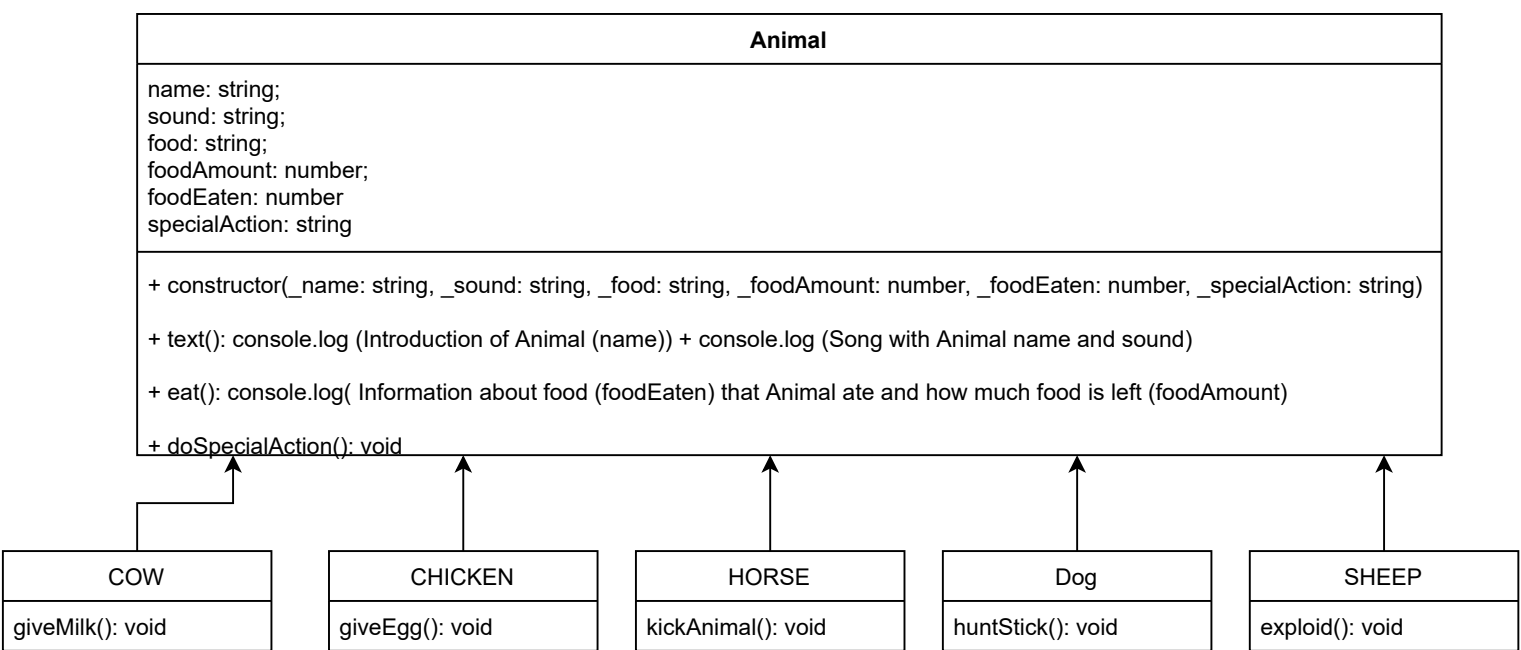 Animal
name: string;
sound: string;
food: string;
foodAmount: number;
foodEaten: number
specialAction: string
+ constructor(_name: string, _sound: string, _food: string, _foodAmount: number, _foodEaten: number, _specialAction: string)
+ text(): console.log (Introduction of Animal (name)) + console.log (Song with Animal name and sound)
+ eat(): console.log( Information about food (foodEaten) that Animal ate and how much food is left (foodAmount)
+ doSpecialAction(): void
COW
giveMilk(): void
CHICKEN
giveEgg(): void
HORSE
kickAnimal(): void
Dog
huntStick(): void
SHEEP
exploid(): void